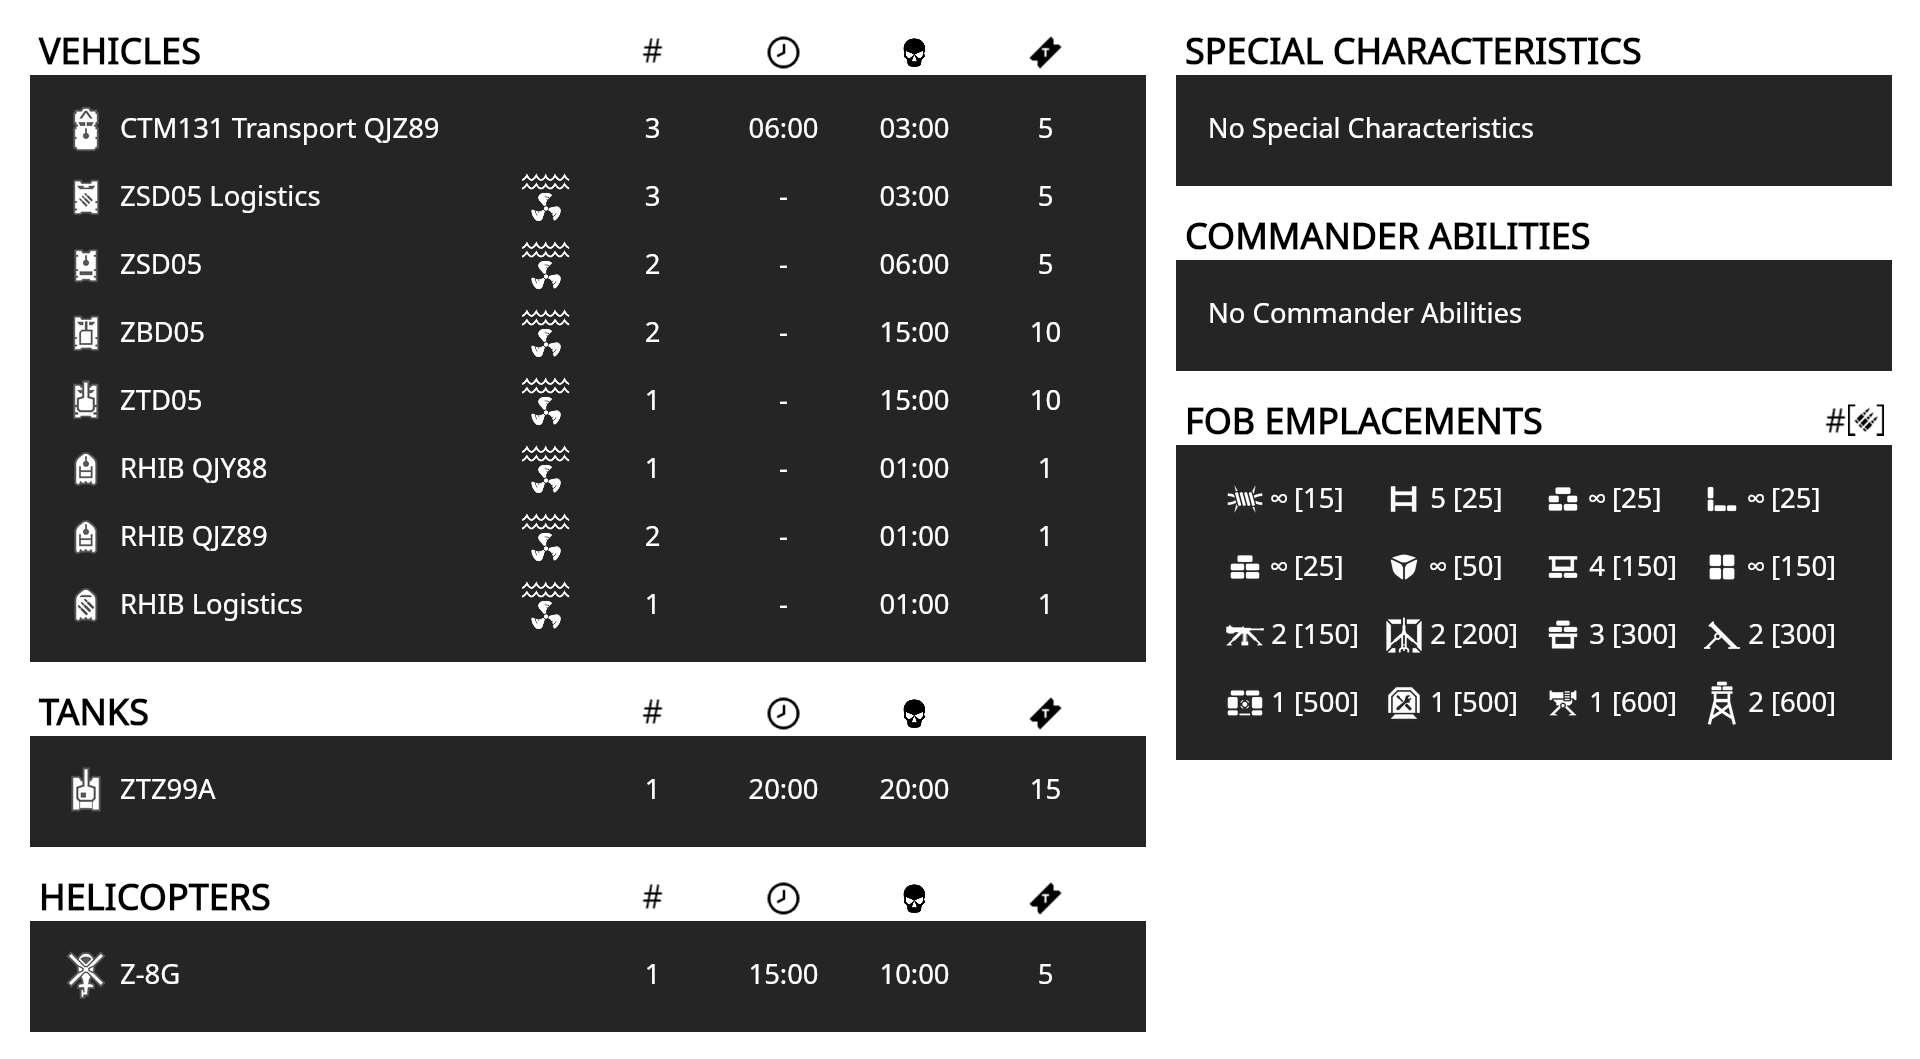 VEHICLES #
CTM131 Transport QJZ89 3 06:00 03:00 5
ZSD05 Logistics 3 - 03:00 5
ZSD05 2 - 06:00 5
ZBD05 2 - 15:00 10
ZTD05 1 - 15:00 10
RHIB QJY88 1 - 01:00 1
RHIB QJZ89 2 - 01:00 1
RHIB Logistics 1 - 01:00 1
TANKS #
ZTZ99A 1 20:00 20:00 15
HELICOPTERS #
Z-8G 1 15:00 10:00 5
SPECIAL CHARACTERISTICS
No Special Characteristics
COMMANDER ABILITIES
No Commander Abilities
FOB EMPLACEMENTS #[ ]
∞ [15] 5 [25] ∞ [25] ∞ [25]
∞ [25] ∞ [50] 4 [150] ∞ [150]
2 [150] 2 [200] 3 [300] 2 [300]
1 [500] 1 [500] 1 [600] 2 [600]